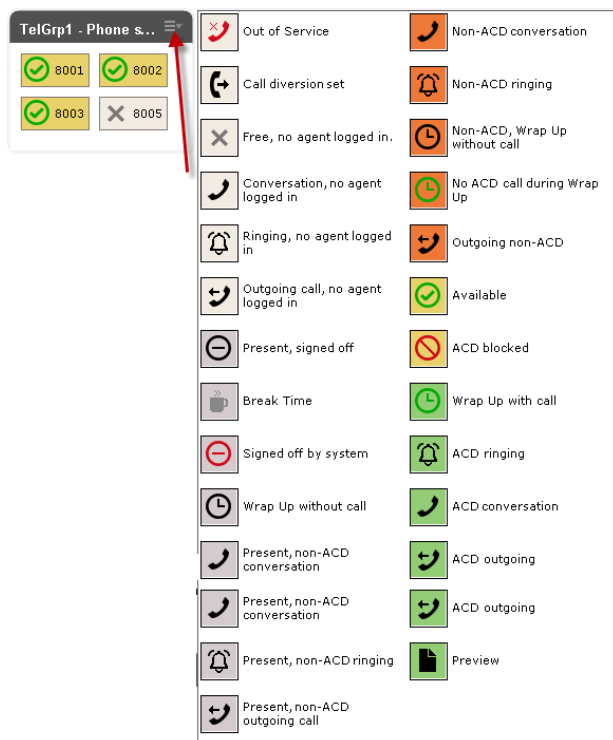 TelGrp1 - Phone s...
8001
8002
8003
8005
Out of Service
Call diversion set
Free, no agent logged in.
Conversation, no agent
logged in
Ringing, no agent logged
in
Outgoing call, no agent
logged in
Present, signed off
Break Time
Signed off by system
Wrap Up without call
Present, non-ACD
conversation
Present, non-ACD
conversation
Present, non-ACD ringing
Present, non-ACD
outgoing call
Non-ACD conversation
Non-ACD ringing
Non-ACD, Wrap Up
without call
No ACD call during Wrap
Up
Outgoing non-ACD
Available
ACD blocked
Wrap Up with call
ACD ringing
ACD conversation
ACD outgoing
ACD outgoing
Preview